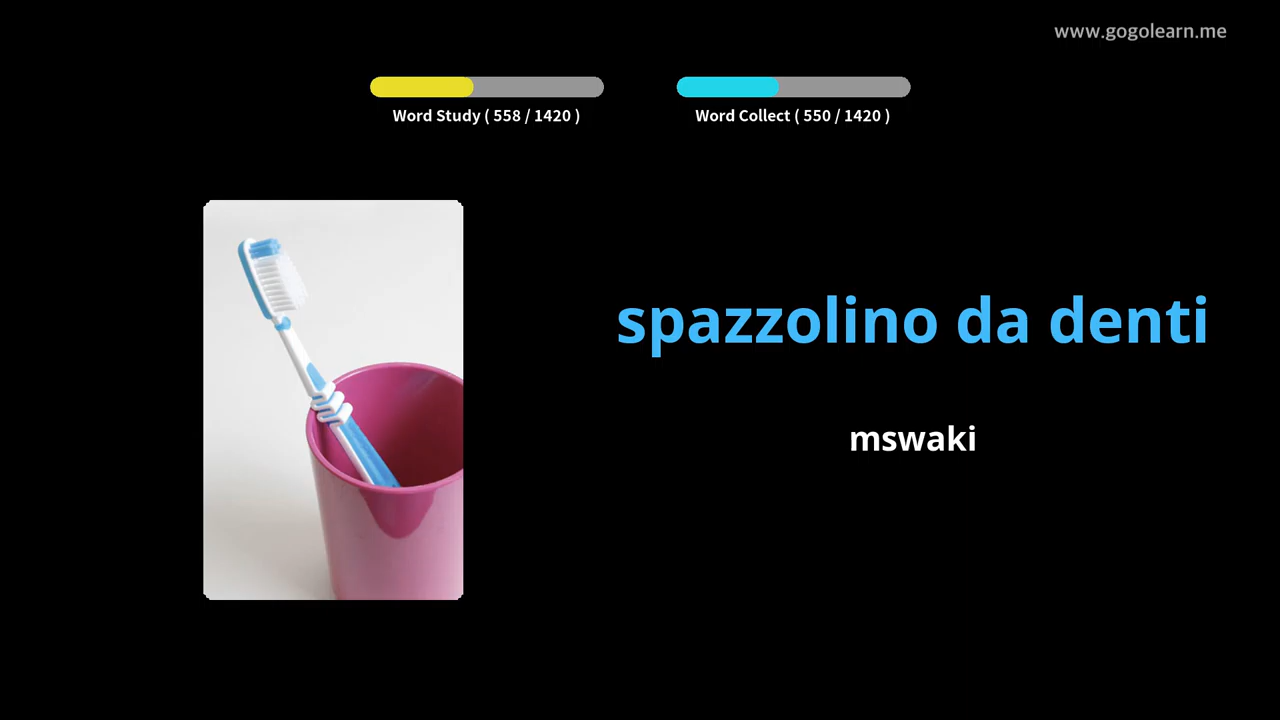 www.gogolearn.me
Word Study ( 558 / 1420 )
Word Collect ( 550 / 1420 )
spazzolino da denti
mswaki